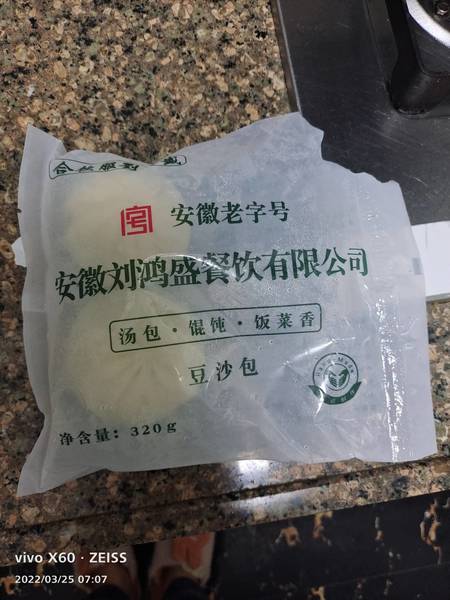 安徽老字号
安徽刘鸿盛餐饮有限公司
汤包·馄饨·饭菜香
豆沙包
净含量：320g
vivo X60 · ZEISS
2022/03/25 07:07